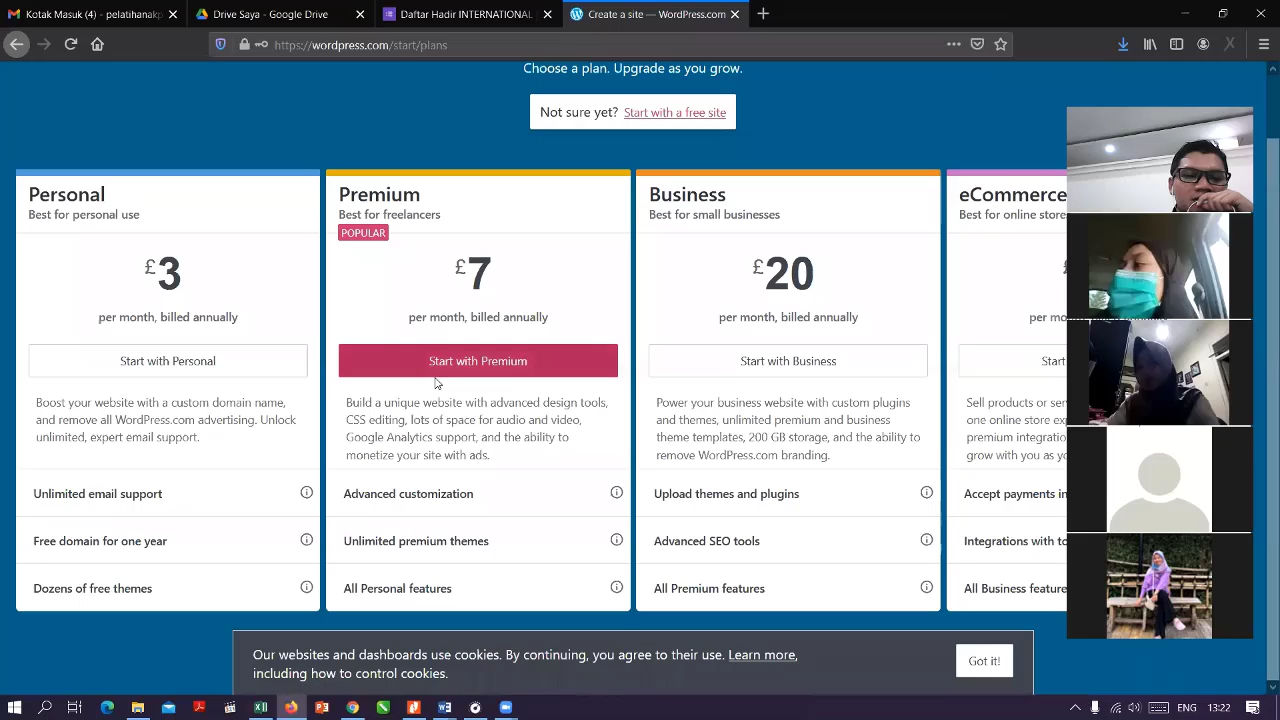 Kotak Masuk (4) - pelatihanak
Drive Saya - Google Drive
Daftar Hadir INTERNATIONAL
Create a site — WordPress.com
https://wordpress.com/start/plans
Choose a plan. Upgrade as you grow.
Not sure yet? Start with a free site
Personal
Best for personal use
£3
per month, billed annually
Start with Personal
Boost your website with a custom domain name,
and remove all WordPress.com advertising. Unlock
unlimited, expert email support.
Unlimited email support
Free domain for one year
Dozens of free themes
Premium
Best for freelancers
POPULAR
£7
per month, billed annually
Start with Premium
Build a unique website with advanced design tools,
CSS editing, lots of space for audio and video,
Google Analytics support, and the ability to
monetize your site with ads.
Advanced customization
Unlimited premium themes
All Personal features
Business
Best for small businesses
£20
per month, billed annually
Start with Business
Power your business website with custom plugins
and themes, unlimited premium and business
theme templates, 200 GB storage, and the ability to
remove WordPress.com branding.
Upload themes and plugins
Advanced SEO tools
All Premium features
eCommerce
Best for online store
£
per mo
Start
Sell products or ser
one online store exp
premium integratio
grow with you as yo
Accept payments in
Integrations with to
All Business feature
Our websites and dashboards use cookies. By continuing, you agree to their use. Learn more,
including how to control cookies.
Got it!
ENG
13:22